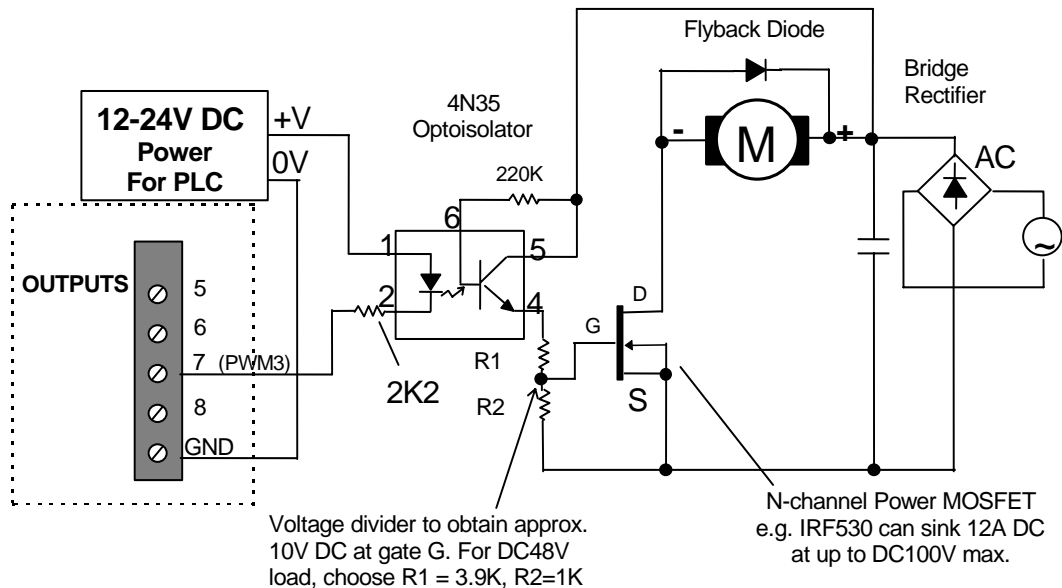 Flyback Diode
Bridge
Rectifier
4N35
Optoisolator
12-24V DC
Power
For PLC
+V
0V
220K
-
M
+
AC
~
6
1
5
2
4
OUTPUTS
5
6
7 (PWM3)
8
GND
2K2
R1
R2
D
G
S
Voltage divider to obtain approx.
10V DC at gate G. For DC48V
load, choose R1 = 3.9K, R2=1K
N-channel Power MOSFET
e.g. IRF530 can sink 12A DC
at up to DC100V max.